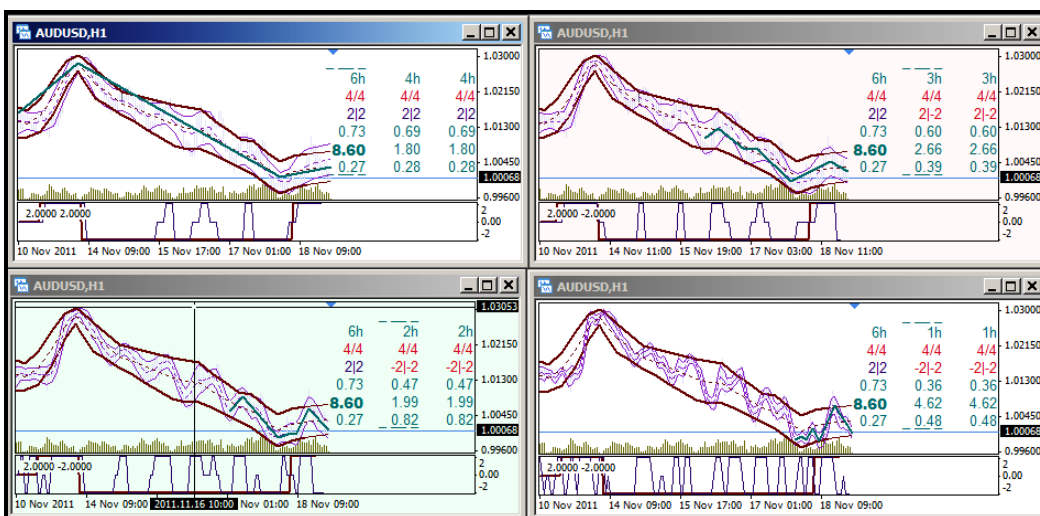 AUDUSD,H1
6h 4h 4h
4/4 4/4 4/4
2|2 2|2 2|2
0.73 0.69 0.69
8.60 1.80 1.80
0.27 0.28 0.28
1.03000
1.02150
1.01300
1.00450
1.00068
0.99600
2.0000 2.0000
2
0.00
-2
10 Nov 2011 14 Nov 09:00 15 Nov 17:00 17 Nov 01:00 18 Nov 09:00
AUDUSD,H1
6h 3h 3h
4/4 4/4 4/4
2|2 2|-2 2|-2
0.73 0.60 0.60
8.60 2.66 2.66
0.27 0.39 0.39
1.03000
1.02150
1.01300
1.00450
1.00068
0.99600
2.0000 -2.0000
2
0.00
-2
10 Nov 2011 14 Nov 11:00 15 Nov 19:00 17 Nov 03:00 18 Nov 11:00
AUDUSD,H1
6h 2h 2h
4/4 4/4 4/4
2|2 -2|-2 -2|-2
0.73 0.47 0.47
8.60 1.99 1.99
0.27 0.82 0.82
1.03053
1.02150
1.01300
1.00450
1.00068
0.99600
2.0000 -2.0000
2
0.00
-2
10 Nov 2011 14 Nov 09:00 2011.11.16 10:00 Nov 01:00 18 Nov 09:00
AUDUSD,H1
6h 1h 1h
4/4 4/4 4/4
2|2 -2|-2 -2|-2
0.73 0.36 0.36
8.60 4.62 4.62
0.27 0.48 0.48
1.03000
1.02150
1.01300
1.00450
1.00068
0.99600
2.0000 -2.0000
2
0.00
-2
10 Nov 2011 14 Nov 09:00 15 Nov 17:00 17 Nov 01:00 18 Nov 09:00